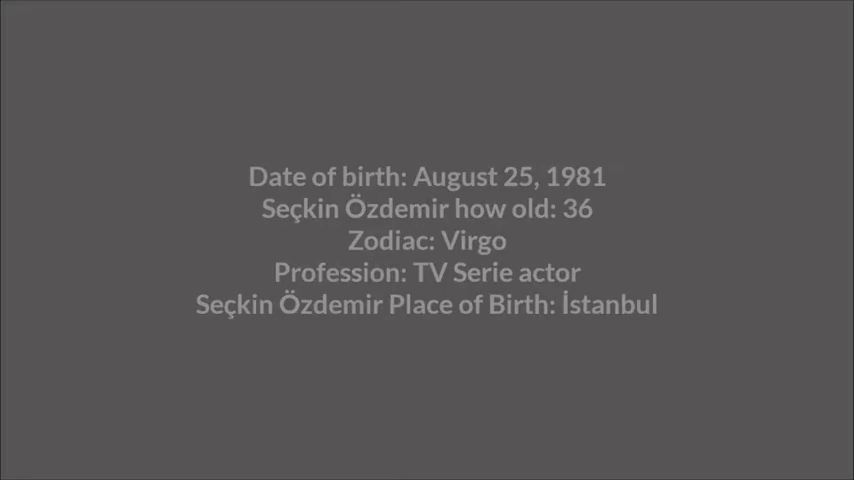 Date of birth: August 25, 1981
Seçkin Özdemir how old: 36
Zodiac: Virgo
Profession: TV Serie actor
Seçkin Özdemir Place of Birth: İstanbul